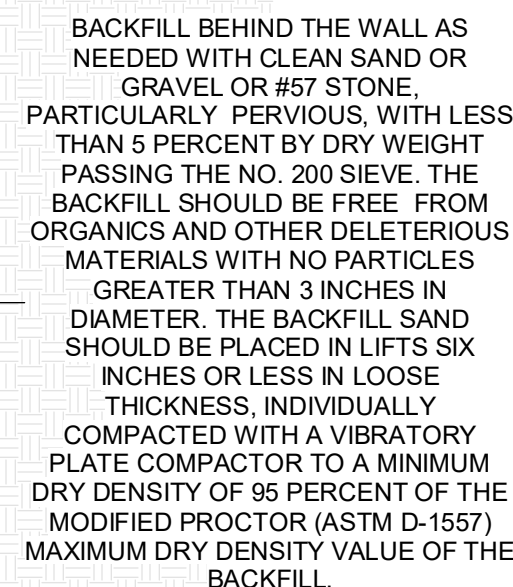 BACKFILL BEHIND THE WALL AS
NEEDED WITH CLEAN SAND OR
GRAVEL OR #57 STONE,
PARTICULARLY PERVIOUS, WITH LESS
THAN 5 PERCENT BY DRY WEIGHT
PASSING THE NO. 200 SIEVE. THE
BACKFILL SHOULD BE FREE FROM
ORGANICS AND OTHER DELETERIOUS
MATERIALS WITH NO PARTICLES
GREATER THAN 3 INCHES IN
DIAMETER. THE BACKFILL SAND
SHOULD BE PLACED IN LIFTS SIX
INCHES OR LESS IN LOOSE
THICKNESS, INDIVIDUALLY
COMPACTED WITH A VIBRATORY
PLATE COMPACTOR TO A MINIMUM
DRY DENSITY OF 95 PERCENT OF THE
MODIFIED PROCTOR (ASTM D-1557)
MAXIMUM DRY DENSITY VALUE OF THE
BACKFILL.